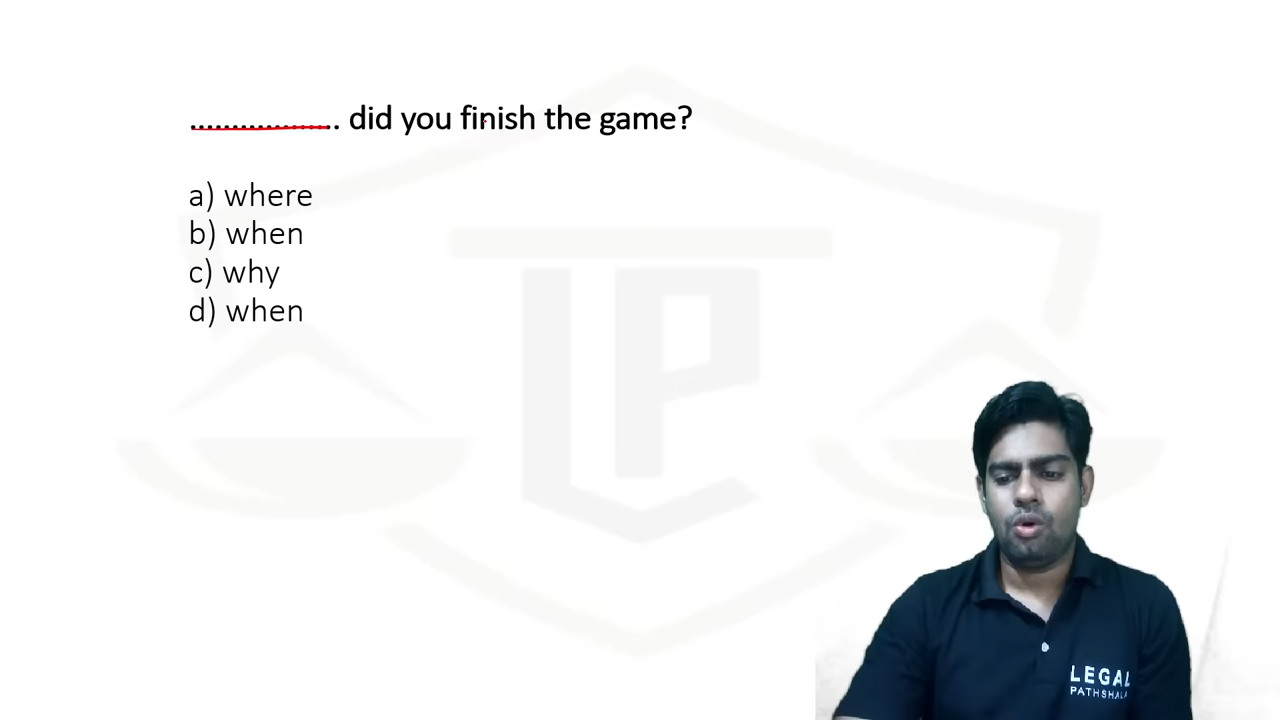 .................. did you finish the game?
a) where
b) when
c) why
d) when
LEGAL
PATHSHALA